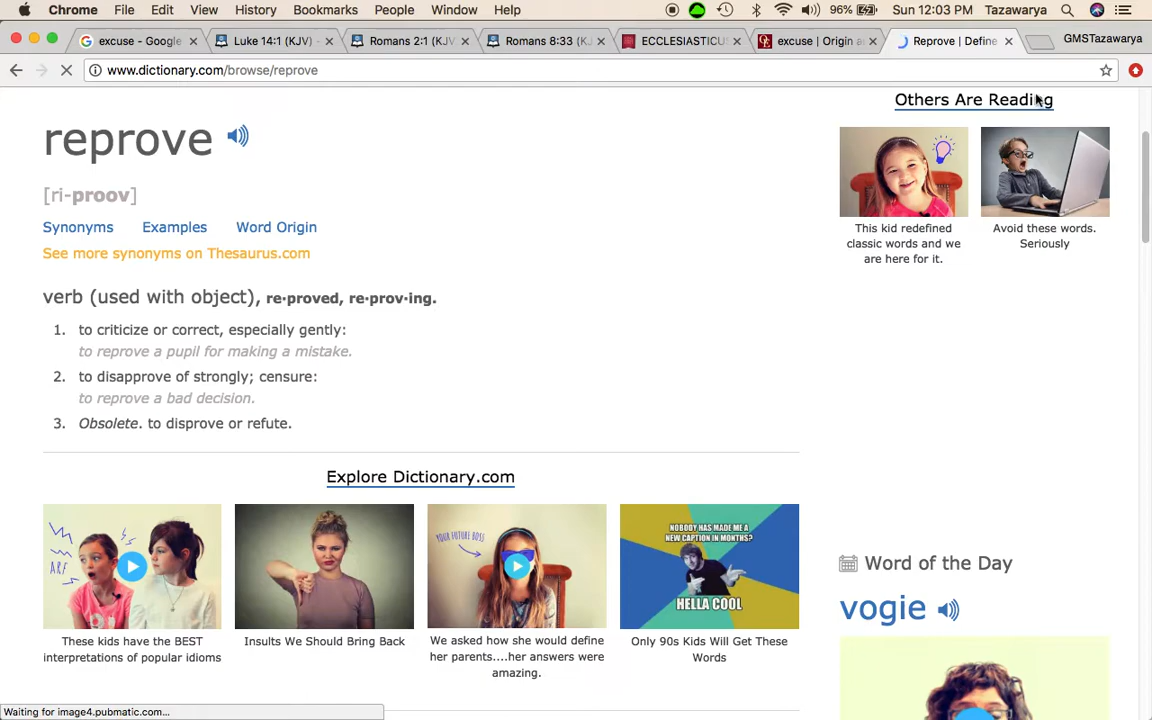 Chrome File Edit View History Bookmarks People Window Help 96% Sun 12:03 PM Tazawarya
excuse - Google Luke 14:1 (KJV) Romans 2:1 (KJV Romans 8:33 (KJ ECCLESIASTICU excuse | Origin a Reprove | Define GMSTazawarya
www.dictionary.com/browse/reprove
reprove
[ri-proov]
Synonyms Examples Word Origin
See more synonyms on Thesaurus.com
verb (used with object), re·proved, re·prov·ing.
1. to criticize or correct, especially gently:
to reprove a pupil for making a mistake.
2. to disapprove of strongly; censure:
to reprove a bad decision.
3. Obsolete. to disprove or refute.
Explore Dictionary.com
ARF
YOUR FUTURE BOSS
NOBODY HAS MADE ME A
NEW CAPTION IN MONTHS?
HELLA COOL
These kids have the BEST
interpretations of popular idioms
Insults We Should Bring Back
We asked how she would define
her parents....her answers were
amazing.
Only 90s Kids Will Get These
Words
Others Are Reading
This kid redefined
classic words and we
are here for it.
Avoid these words.
Seriously
Word of the Day
vogie
Waiting for image4.pubmatic.com...